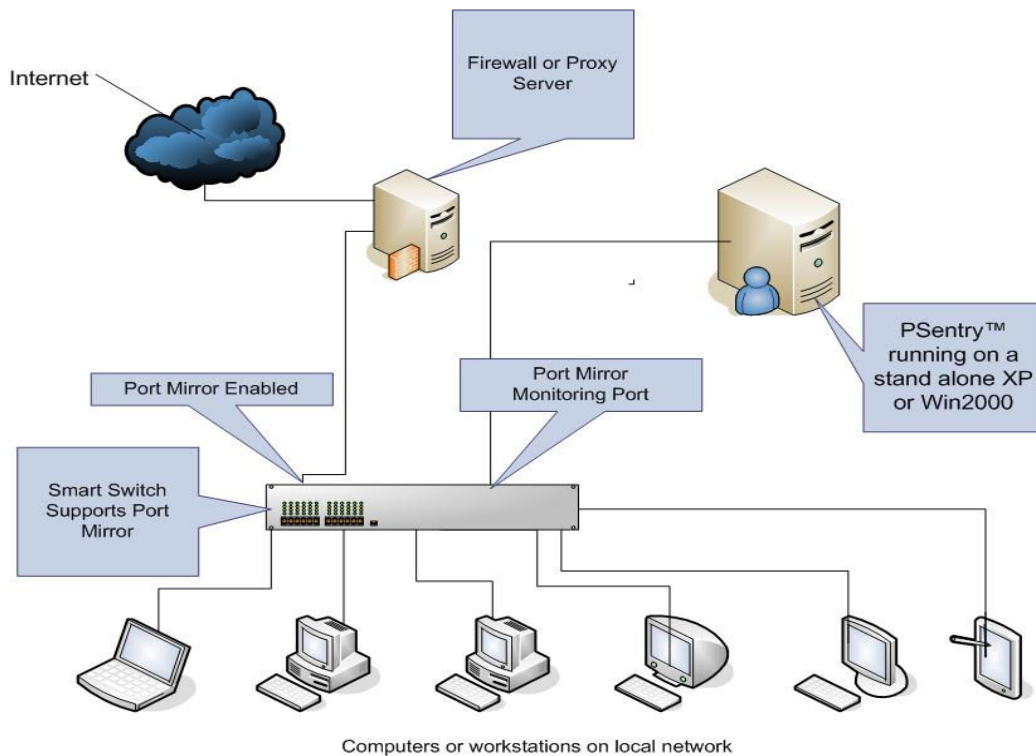 Internet
Firewall or Proxy
Server
PSentry™
running on a
stand alone XP
or Win2000
Port Mirror Enabled
Port Mirror
Monitoring Port
Smart Switch
Supports Port
Mirror
Computers or workstations on local network